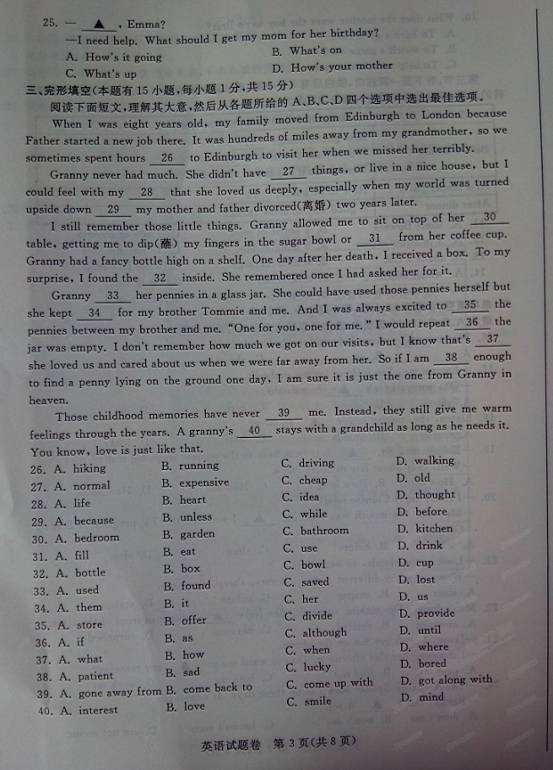 25. — ▲ , Emma?
—I need help. What should I get my mom for her birthday?
A. How's it going B. What's on
C. What's up D. How's your mother
三、完形填空(本题有 15 小题,每小题 1 分,共 15 分)
阅读下面短文,理解其大意,然后从各题所给的 A、B、C、D 四个选项中选出最佳选项。
When I was eight years old, my family moved from Edinburgh to London because
Father started a new job there. It was hundreds of miles away from my grandmother, so we
sometimes spent hours 26 to Edinburgh to visit her when we missed her terribly.
Granny never had much. She didn't have 27 things, or live in a nice house, but I
could feel with my 28 that she loved us deeply, especially when my world was turned
upside down 29 my mother and father divorced(离婚) two years later.
I still remember those little things. Granny allowed me to sit on top of her 30
table, getting me to dip(蘸) my fingers in the sugar bowl or 31 from her coffee cup.
Granny had a fancy bottle high on a shelf. One day after her death, I received a box. To my
surprise, I found the 32 inside. She remembered once I had asked her for it.
Granny 33 her pennies in a glass jar. She could have used those pennies herself but
she kept 34 for my brother Tommie and me. And I was always excited to 35 the
pennies between my brother and me. “One for you, one for me.” I would repeat 36 the
jar was empty. I don't remember how much we got on our visits, but I know that's 37
she loved us and cared about us when we were far away from her. So if I am 38 enough
to find a penny lying on the ground one day, I am sure it is just the one from Granny in
heaven.
Those childhood memories have never 39 me. Instead, they still give me warm
feelings through the years. A granny's 40 stays with a grandchild as long as he needs it.
You know, love is just like that.
26. A. hiking B. running C. driving D. walking
27. A. normal B. expensive C. cheap D. old
28. A. life B. heart C. idea D. thought
29. A. because B. unless C. while D. before
30. A. bedroom B. garden C. bathroom D. kitchen
31. A. fill B. eat C. use D. drink
32. A. bottle B. box C. bowl D. cup
33. A. used B. found C. saved D. lost
34. A. them B. it C. her D. us
35. A. store B. offer C. divide D. provide
36. A. if B. as C. although D. until
37. A. what B. how C. when D. where
38. A. patient B. sad C. lucky D. bored
39. A. gone away from B. come back to C. come up with D. got along with
40. A. interest B. love C. smile D. mind
英语试题卷 第 3 页(共 8 页)